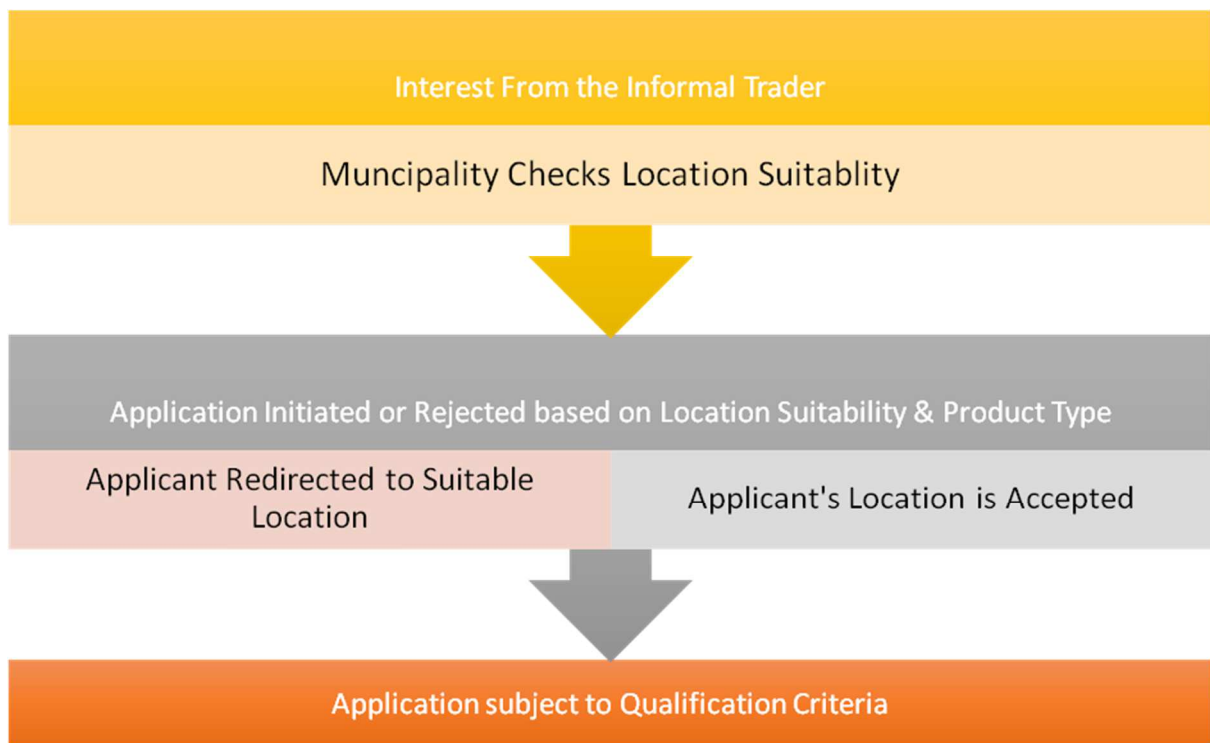 Interest From the Informal Trader
Muncipality Checks Location Suitablity
Application Initiated or Rejected based on Location Suitability & Product Type
Applicant Redirected to Suitable
Location
Applicant's Location is Accepted
Application subject to Qualification Criteria